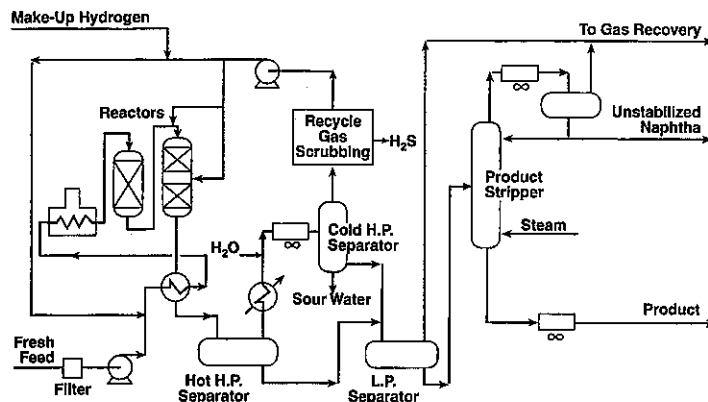 Make-Up Hydrogen
To Gas Recovery
Reactors
Recycle
Gas
Scrubbing
H₂S
Unstabilized
Naphtha
Product
Stripper
H₂O
Cold H.P.
Separator
Steam
Sour Water
Product
Fresh
Feed
Filter
Hot H.P.
Separator
L.P.
Separator